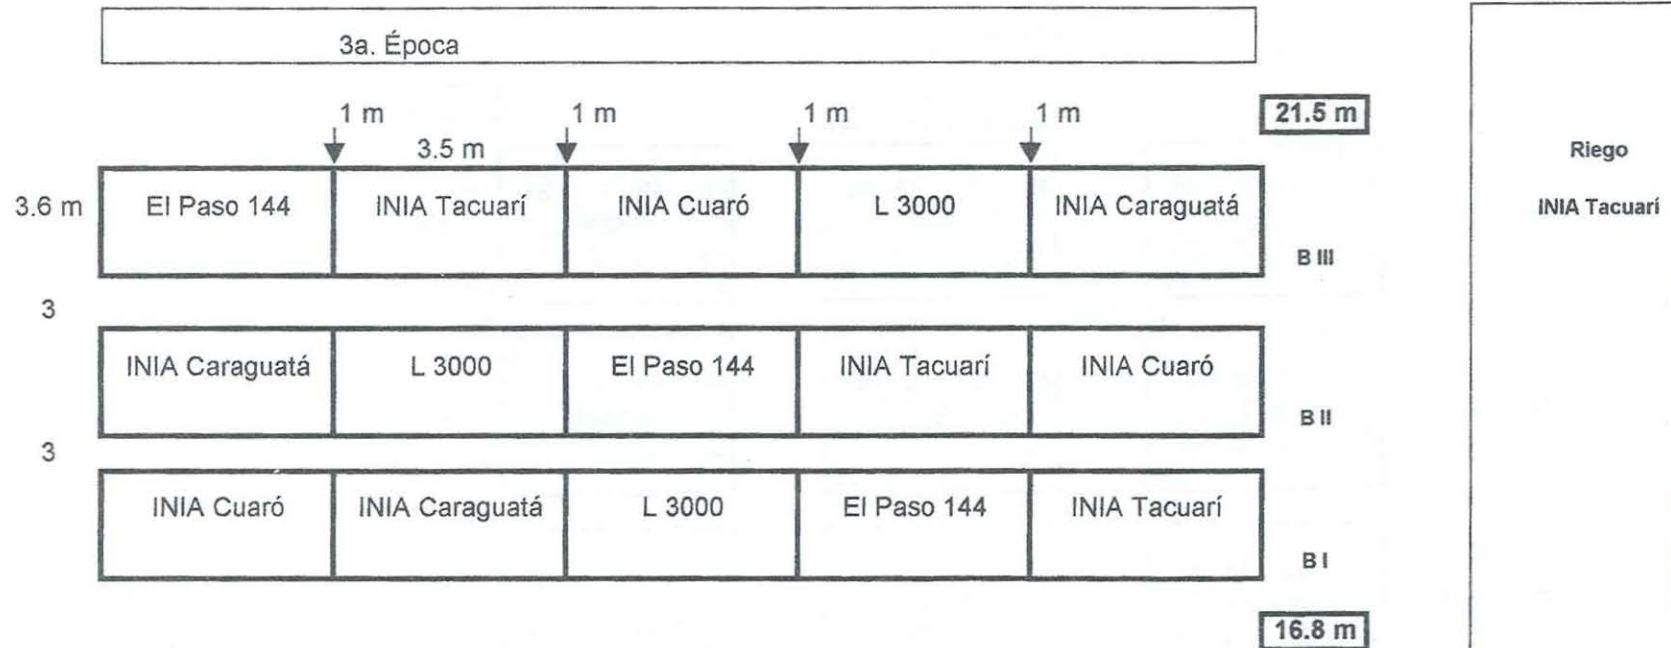 3a. Época
1 m 1 m 1 m 1 m 21.5 m
3.5 m
3.6 m El Paso 144 INIA Tacuarí INIA Cuaró L 3000 INIA Caraguatá
B III
3
INIA Caraguatá L 3000 El Paso 144 INIA Tacuarí INIA Cuaró
B II
3
INIA Cuaró INIA Caraguatá L 3000 El Paso 144 INIA Tacuarí
B I
16.8 m
Riego
INIA Tacuarí